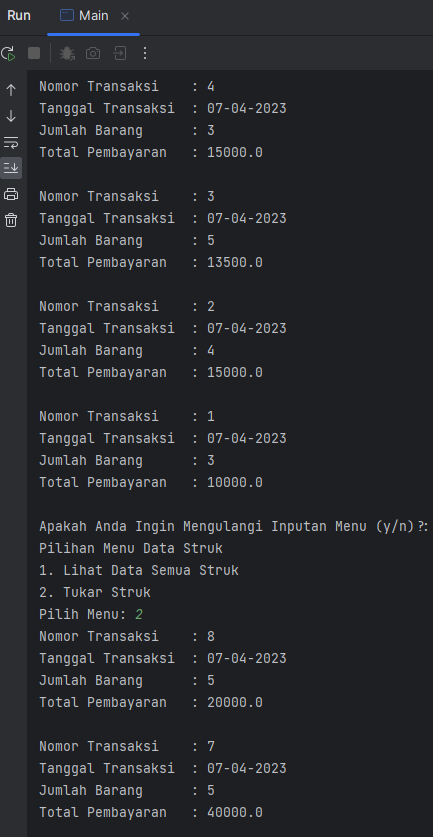 Run Main
Nomor Transaksi : 4
Tanggal Transaksi : 07-04-2023
Jumlah Barang : 3
Total Pembayaran : 15000.0
Nomor Transaksi : 3
Tanggal Transaksi : 07-04-2023
Jumlah Barang : 5
Total Pembayaran : 13500.0
Nomor Transaksi : 2
Tanggal Transaksi : 07-04-2023
Jumlah Barang : 4
Total Pembayaran : 15000.0
Nomor Transaksi : 1
Tanggal Transaksi : 07-04-2023
Jumlah Barang : 3
Total Pembayaran : 10000.0
Apakah Anda Ingin Mengulangi Inputan Menu (y/n)?:
Pilihan Menu Data Struk
1. Lihat Data Semua Struk
2. Tukar Struk
Pilih Menu: 2
Nomor Transaksi : 8
Tanggal Transaksi : 07-04-2023
Jumlah Barang : 5
Total Pembayaran : 20000.0
Nomor Transaksi : 7
Tanggal Transaksi : 07-04-2023
Jumlah Barang : 5
Total Pembayaran : 40000.0